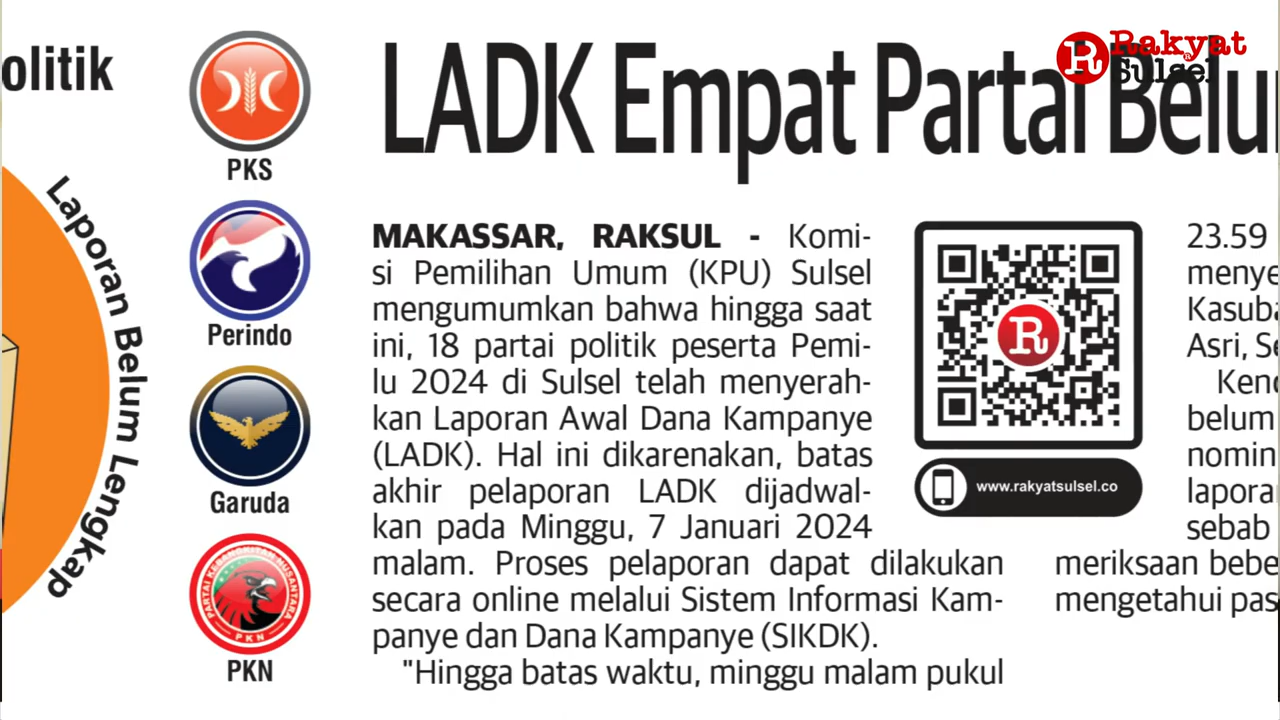 olitik
Laporan Belum Lengkap
PKS
Perindo
Garuda
PARTAI KEBANGKITAN NUSANTARA
PKN
PKN
LADK Empat Partai Belu
Rakyat
Sulsel
R
MAKASSAR, RAKSUL - Komi-
si Pemilihan Umum (KPU) Sulsel
mengumumkan bahwa hingga saat
ini, 18 partai politik peserta Pemi-
lu 2024 di Sulsel telah menyerah-
kan Laporan Awal Dana Kampanye
(LADK). Hal ini dikarenakan, batas
akhir pelaporan LADK dijadwal-
kan pada Minggu, 7 Januari 2024
malam. Proses pelaporan dapat dilakukan
secara online melalui Sistem Informasi Kam-
panye dan Dana Kampanye (SIKDK).
"Hingga batas waktu, minggu malam pukul
R
www.rakyatsulsel.co
23.59
menye
Kasuba
Asri, Se
Kend
belum
nomin
lapora
sebab
meriksaan bebe
mengetahui pas